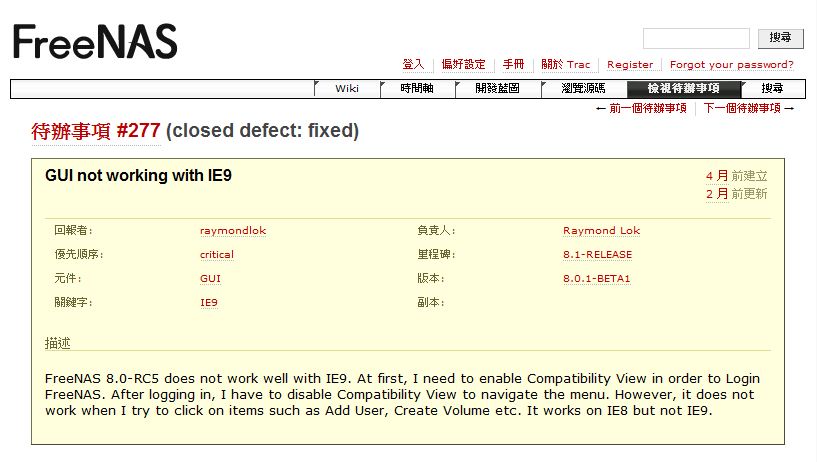 FreeNAS
搜尋
登入 偏好設定 手冊 關於 Trac Register Forgot your password?
Wiki 時間軸 開發藍圖 瀏覽源碼 檢視待辦事項 搜尋
← 前一個待辦事項 下一個待辦事項 →
待辦事項 #277 (closed defect: fixed)
GUI not working with IE9
4 月 前建立
2 月 前更新
回報者: raymondlok 負責人: Raymond Lok
優先順序: critical 里程碑: 8.1-RELEASE
元件: GUI 版本: 8.0.1-BETA1
關鍵字: IE9 副本:
描述
FreeNAS 8.0-RC5 does not work well with IE9. At first, I need to enable Compatibility View in order to Login
FreeNAS. After logging in, I have to disable Compatibility View to navigate the menu. However, it does not
work when I try to click on items such as Add User, Create Volume etc. It works on IE8 but not IE9.